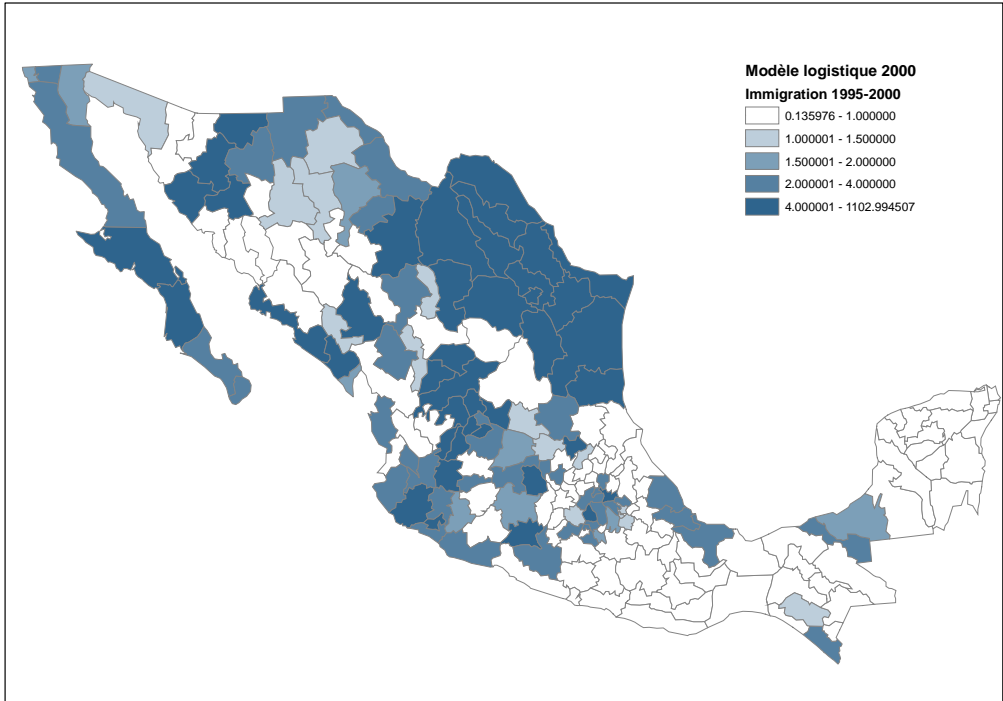 Modèle logistique 2000
Immigration 1995-2000
0.135976 - 1.000000
1.000001 - 1.500000
1.500001 - 2.000000
2.000001 - 4.000000
4.000001 - 1102.994507